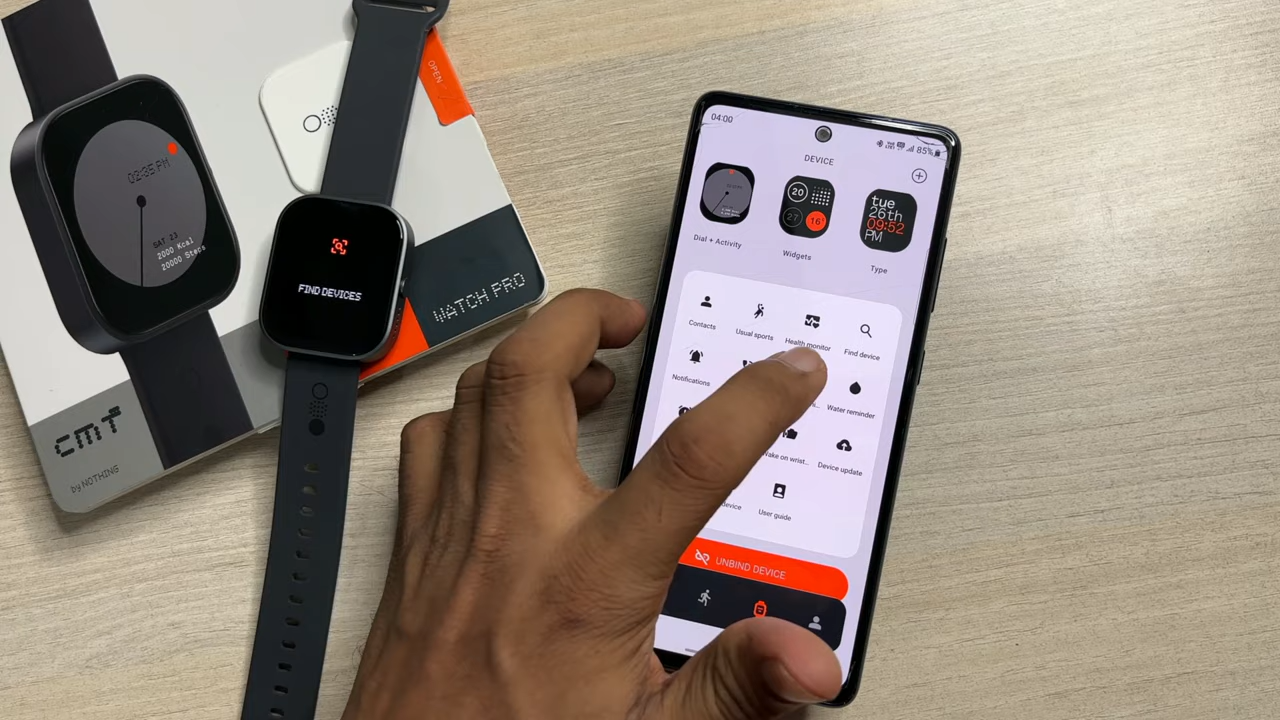 02:35 PM
SAT 23
2000 Kcal
20000 Steps
OPEN
FIND DEVICES
WATCH PRO
cmf
by NOTHING
04:00
85%
DEVICE
Dial + Activity
Widgets
Type
20
27
16°
tue
26th
09:52
PM
Contacts
Usual sports
Health monitor
Find device
Notifications
Water reminder
Wake on wrist..
Device update
device
User guide
UNBIND DEVICE